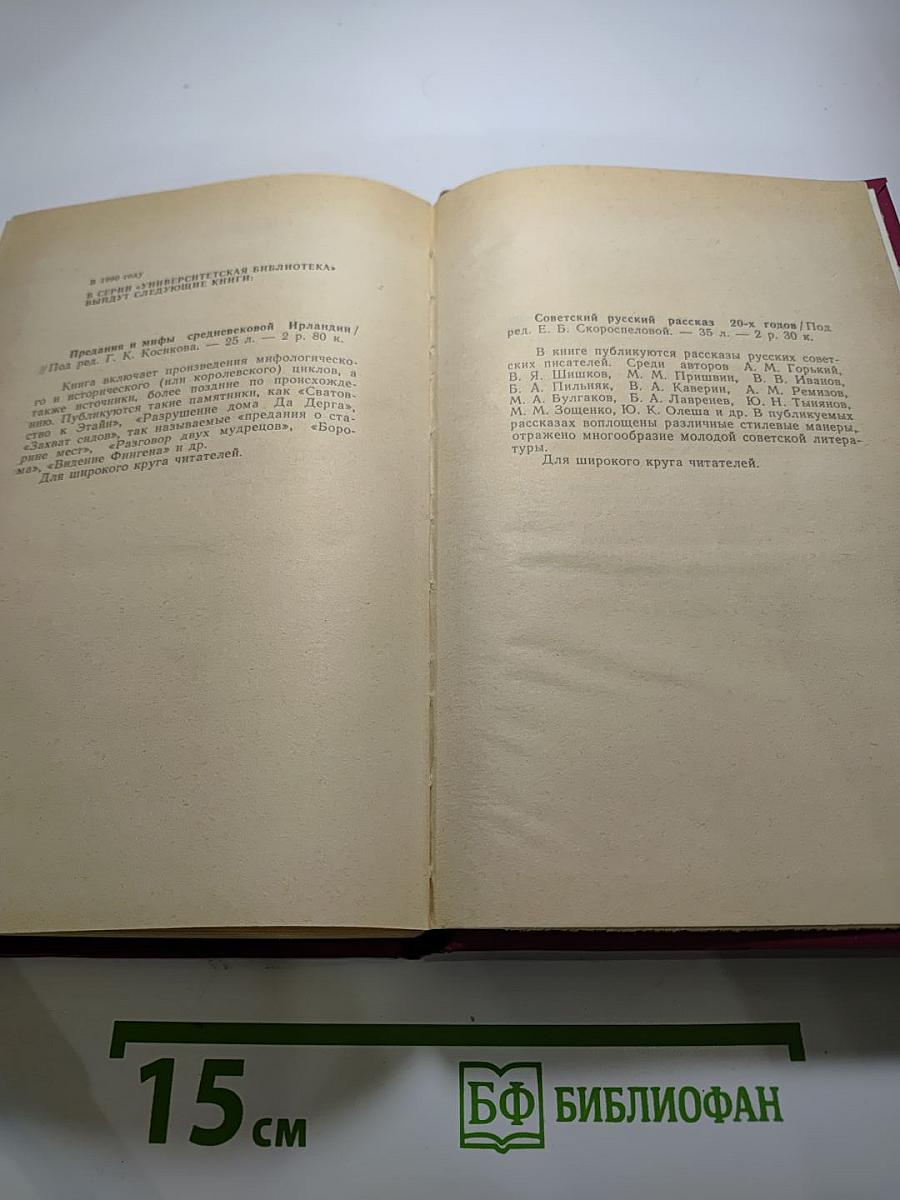 В 1990 году
В СЕРИИ «УНИВЕРСИТЕТСКАЯ БИБЛИОТЕКА»
ВЫЙДУТ СЛЕДУЮЩИЕ КНИГИ:
Предания и мифы средневековой Ирландии/
//Под ред. Г. К. Косикова. — 25 л. — 2 р. 80 к.
Книга включает произведения мифологическо-
го и исторического (или королевского) циклов, а
также источники, более поздние по происхожде-
нию. Публикуются такие памятники, как «Сватов-
ство к Этайн», «Разрушение дома Да Дерга»,
«Захват сидов», так называемые «предания о ста-
рине мест», «Разговор двух мудрецов», «Боро-
ма», «Видение Фингена» и др.
Для широкого круга читателей.
Советский русский рассказ 20-х годов/Под
ред. Е. Б. Скороспеловой. — 35 л. — 2 р. 30 к.
В книге публикуются рассказы русских совет-
ских писателей. Среди авторов А. М. Горький,
В. Я. Шишков, М. М. Пришвин, В. В. Иванов,
Б. А. Пильняк, В. А. Каверин, А. М. Ремизов,
М. А. Булгаков, Б. А. Лавренев, Ю. Н. Тынянов,
М. М. Зощенко, Ю. К. Олеша и др. В публикуемых
рассказах воплощены различные стилевые манеры,
отражено многообразие молодой советской литера-
туры.
Для широкого круга читателей.
15 см
БФ БИБЛИОФАН